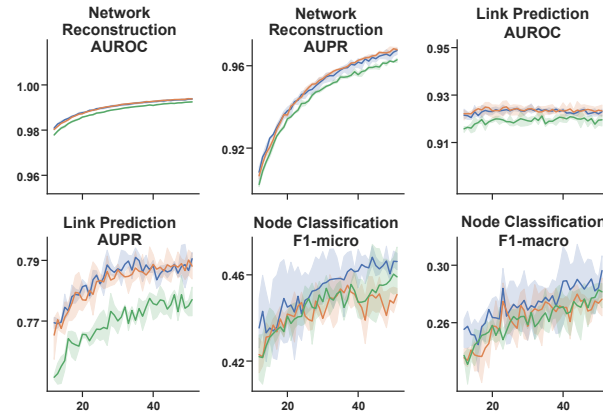 Network
Reconstruction
AUROC
1.00
0.98
0.96
Network
Reconstruction
AUPR
0.96
0.92
Link Prediction
AUROC
0.95
0.93
0.91
Link Prediction
AUPR
0.79
0.77
20
40
Node Classification
F1-micro
0.46
0.42
20
40
Node Classification
F1-macro
0.30
0.26
20
40